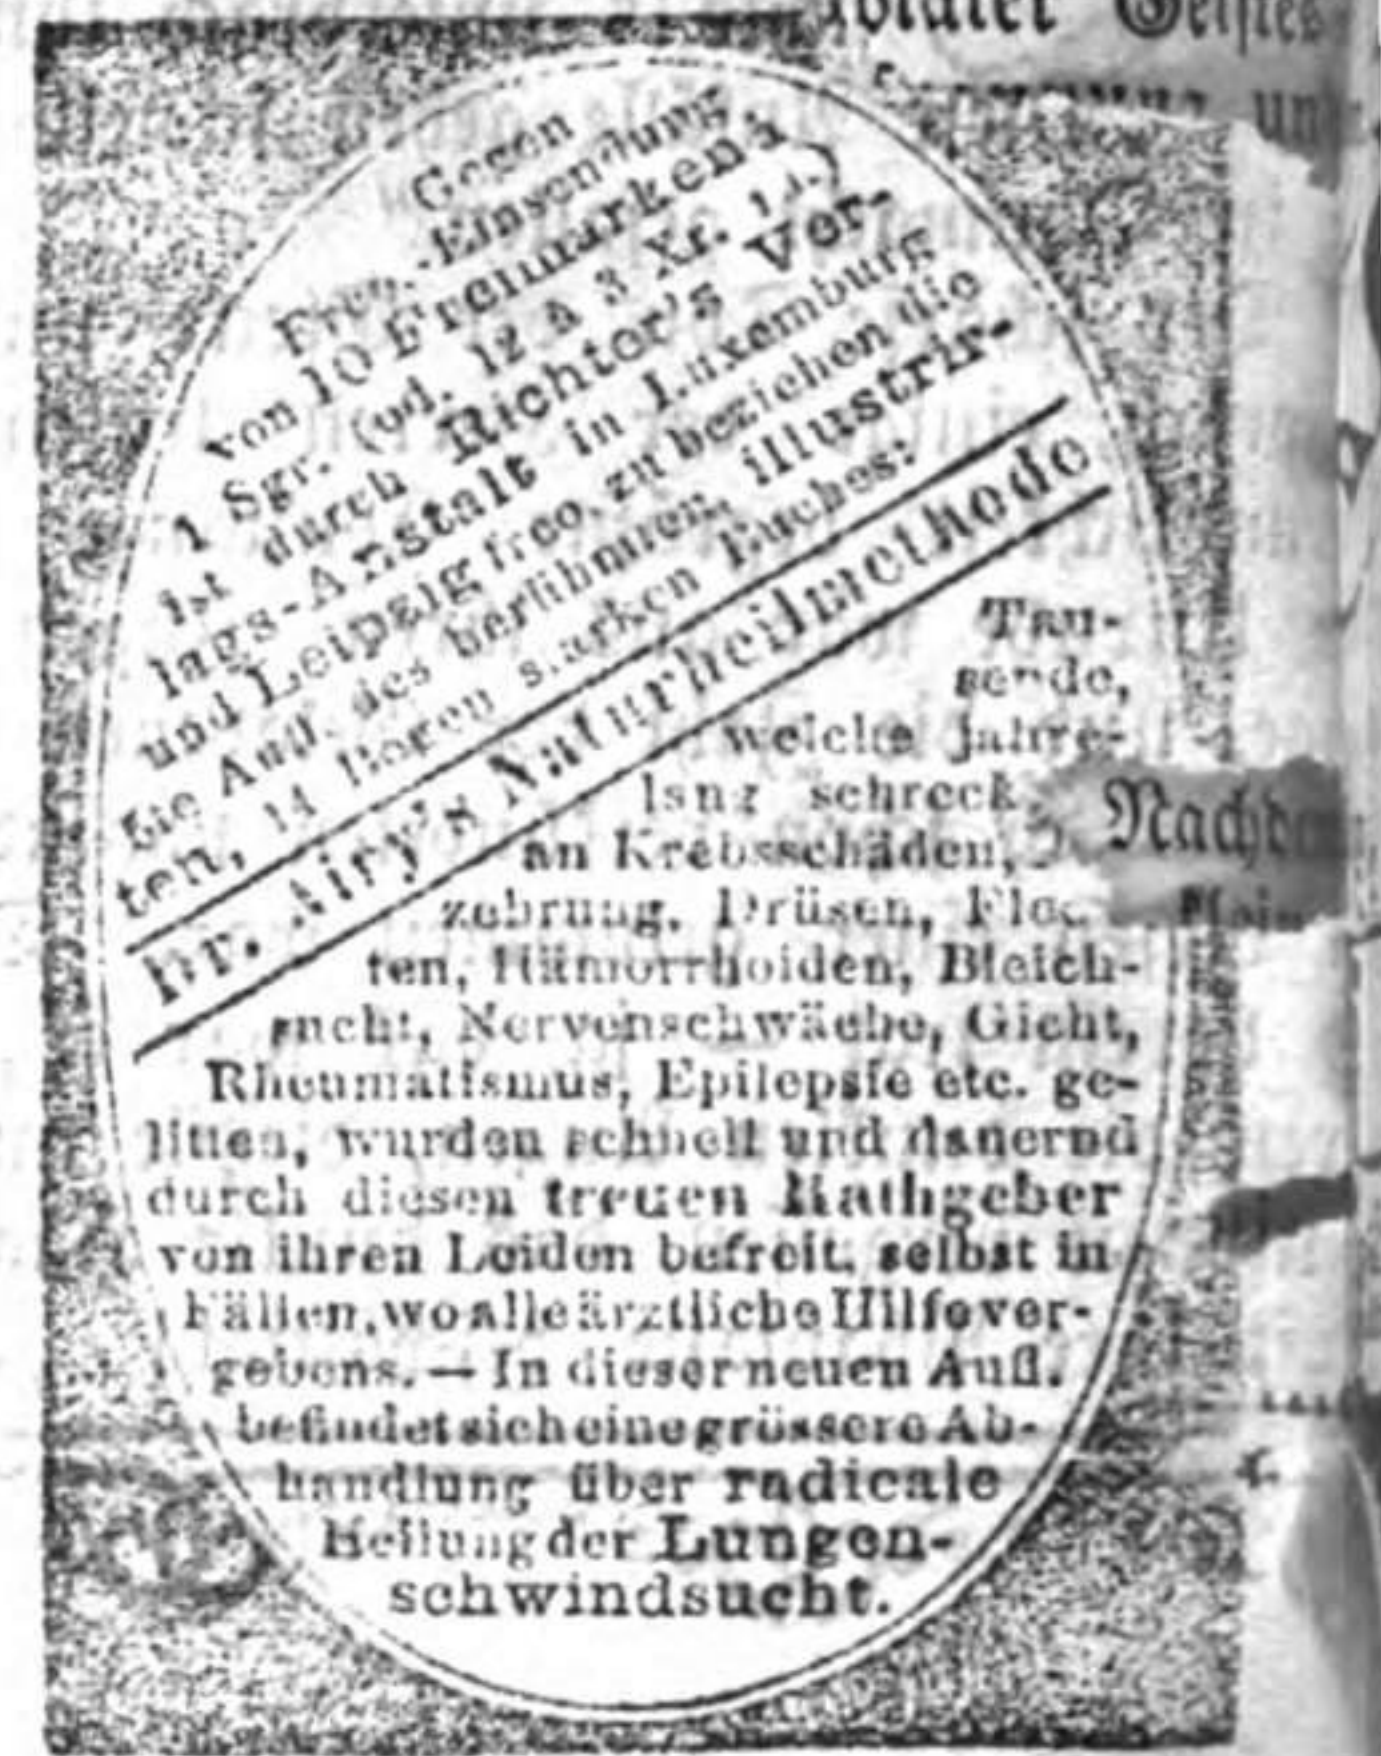 Geistes
un
Gegen
Einsendung
von 10 Freimarken à
1 Sgr. (od. 12 à 3 Xr.
ist durch Richter's Ver-
lags-Anstalt in Luxemburg
und Leipzig frco. zu beziehen die
Aufl. des berühmten, illustrir-
ten, 14 Bogen starken Buches:
Dr. Airy's Naturheilmethode
Tau-
sende,
welche jahre-
lang schreck
an Krebsschäden,
zehrung, Drüsen, Flec
ten, Hämorrhoiden, Bleich-
sucht, Nervenschwäche, Gicht,
Rheumatismus, Epilepsie etc. ge-
litten, wurden schnell und dauernd
durch diesen treuen Rathgeber
von ihren Leiden befreit, selbst in
Fällen, wo alle ärztliche Hilfe ver-
gebens. — In dieser neuen Aufl.
befindet sich eine grössere Ab-
handlung über radicale
Heilung der Lungen-
schwindsucht.
Nachde